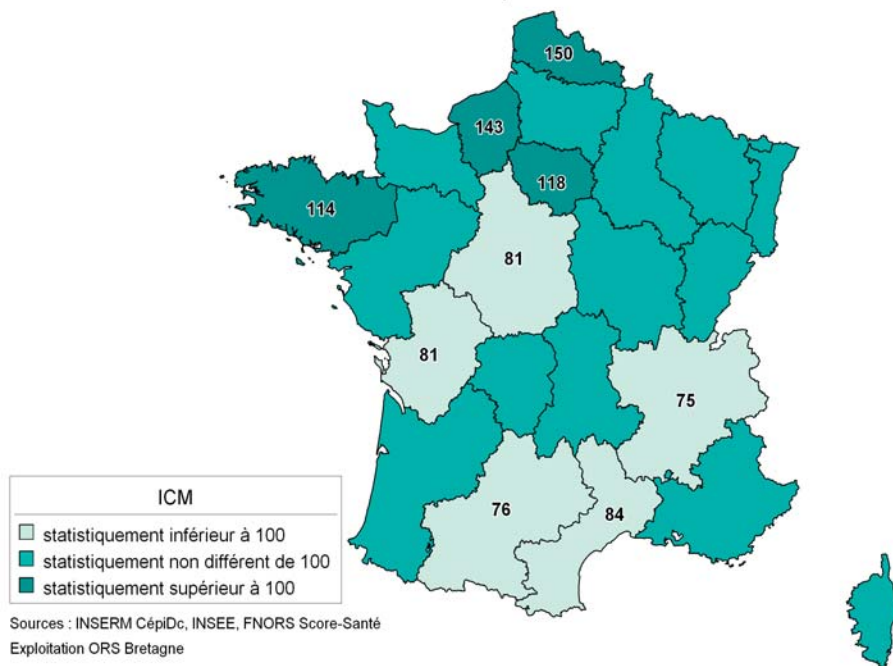 150
143
118
114
81
81
75
76
84
ICM
statistiquement inférieur à 100
statistiquement non différent de 100
statistiquement supérieur à 100
Sources : INSERM CépiDc, INSEE, FNORS Score-Santé
Exploitation ORS Bretagne